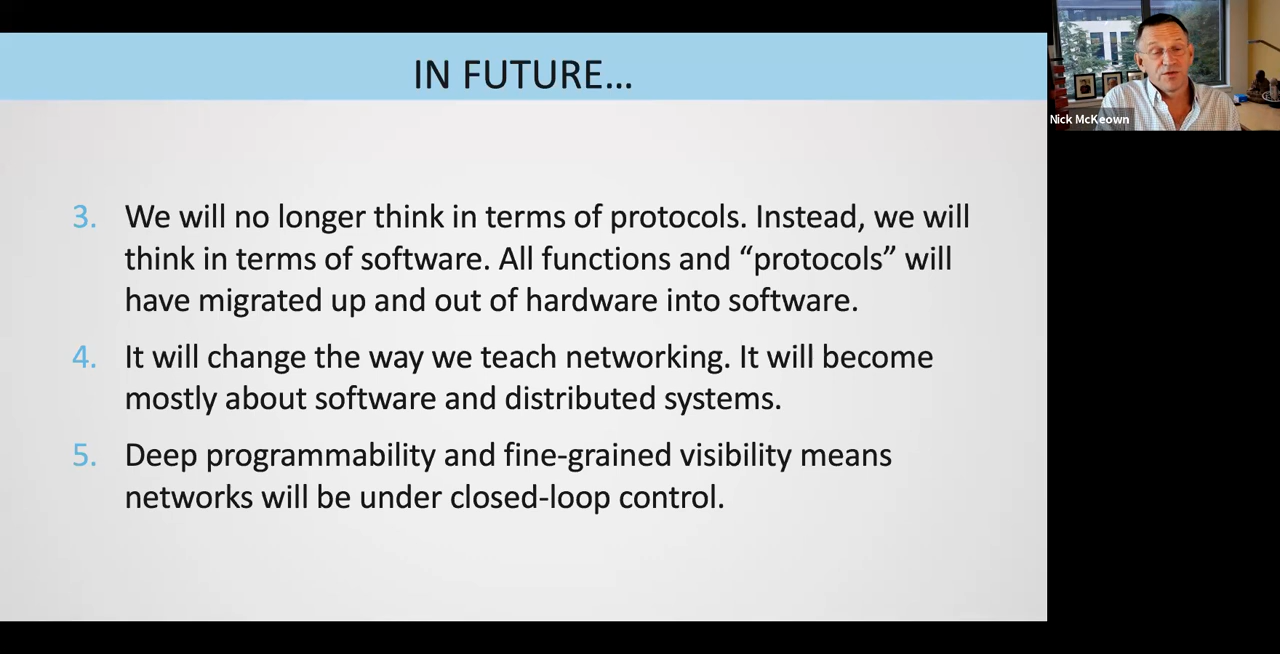 IN FUTURE...
Nick McKeown
3. We will no longer think in terms of protocols. Instead, we will
think in terms of software. All functions and “protocols” will
have migrated up and out of hardware into software.
4. It will change the way we teach networking. It will become
mostly about software and distributed systems.
5. Deep programmability and fine-grained visibility means
networks will be under closed-loop control.